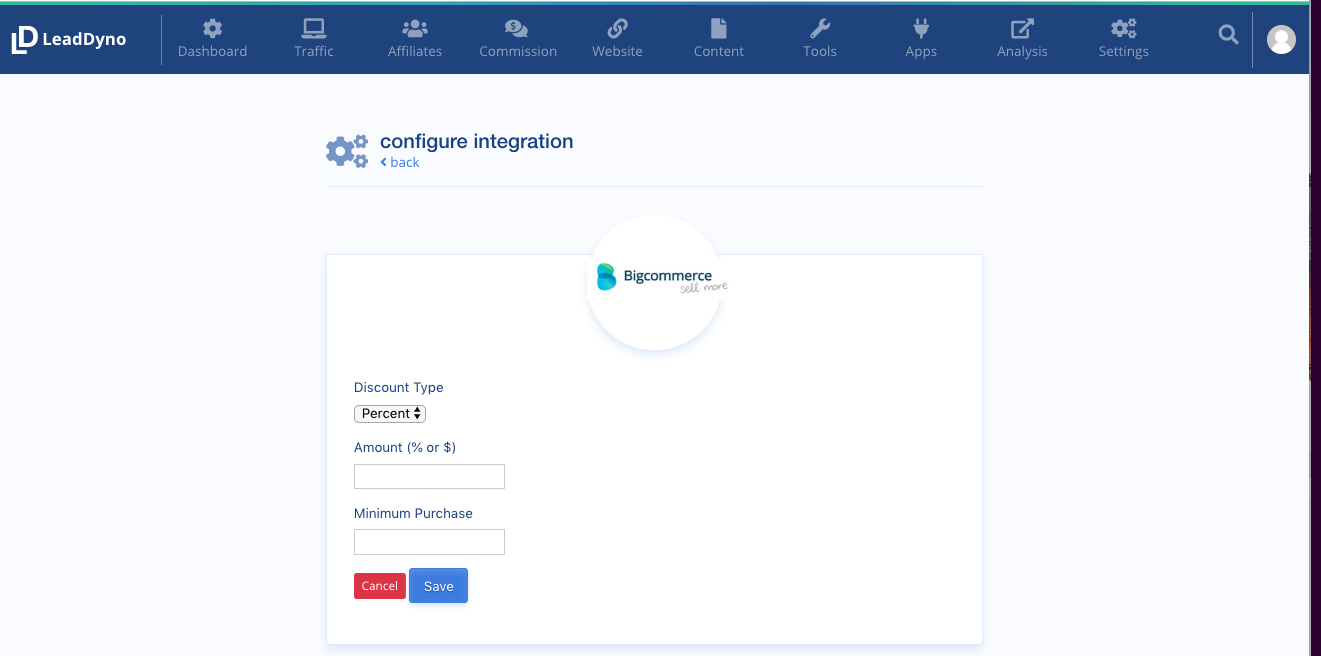 LeadDyno
Dashboard Traffic Affiliates Commission Website Content Tools Apps Analysis Settings
configure integration
back
Bigcommerce
sell more
Discount Type
Percent
Amount (% or $)
Minimum Purchase
Cancel Save